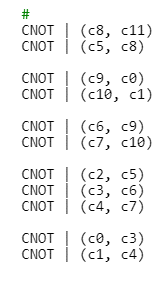 #
CNOT | (c8, c11)
CNOT | (c5, c8)
CNOT | (c9, c0)
CNOT | (c10, c1)
CNOT | (c6, c9)
CNOT | (c7, c10)
CNOT | (c2, c5)
CNOT | (c3, c6)
CNOT | (c4, c7)
CNOT | (c0, c3)
CNOT | (c1, c4)